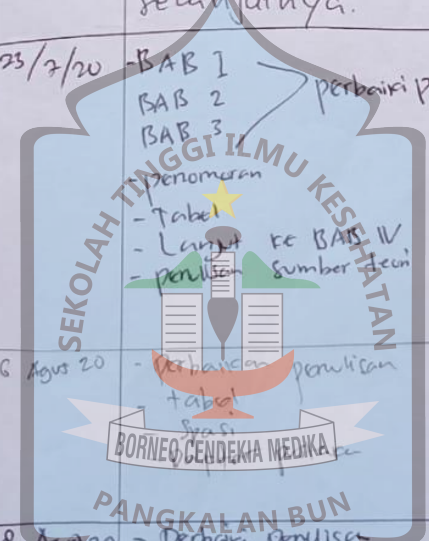 selanjutnya.
23/7/20 - BAB I
BAB 2
BAB 3
perbaiki p
- penomoran
- Tabel
- Lanjut ke BAB IV
- penulisan sumber teori
6 Agus 20 - Perbaikan penulisan
- tabel
SEKOLAH TINGGI ILMU KESEHATAN
BORNEO CENDEKIA MEDIKA
PANGKALAN BUN